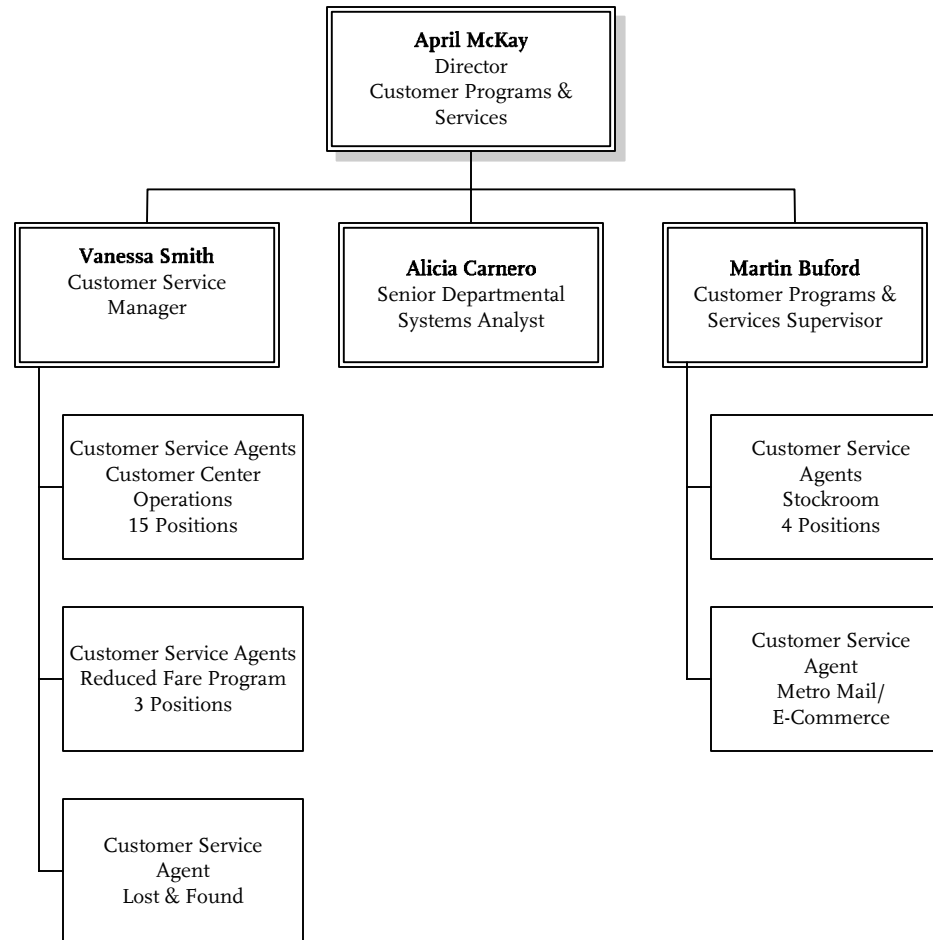 April McKay
Director
Customer Programs &
Services
Vanessa Smith
Customer Service
Manager
Alicia Carnero
Senior Departmental
Systems Analyst
Martin Buford
Customer Programs &
Services Supervisor
Customer Service Agents
Customer Center
Operations
15 Positions
Customer Service
Agents
Stockroom
4 Positions
Customer Service Agents
Reduced Fare Program
3 Positions
Customer Service
Agent
Metro Mail/
E-Commerce
Customer Service
Agent
Lost & Found